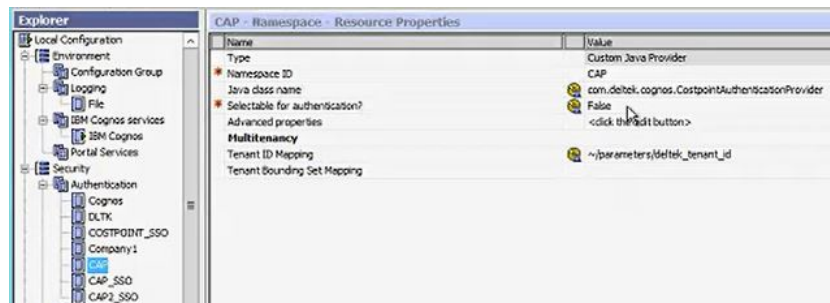 Explorer
Local Configuration
Environment
Configuration Group
Logging
File
IBM Cognos services
IBM Cognos
Portal Services
Security
Authentication
Cognos
DLTK
COSTPOINT_SSO
Company1
CAP
CAP_SSO
CAP2_SSO
CAP - Namespace - Resource Properties
Name Value
Type Custom Java Provider
* Namespace ID CAP
Java class name com.deltek.cognos.CostpointAuthenticationProvider
* Selectable for authentication? False
Advanced properties <click the edit button>
Multitenancy
Tenant ID Mapping ~/parameters/deltek_tenant_id
Tenant Bounding Set Mapping